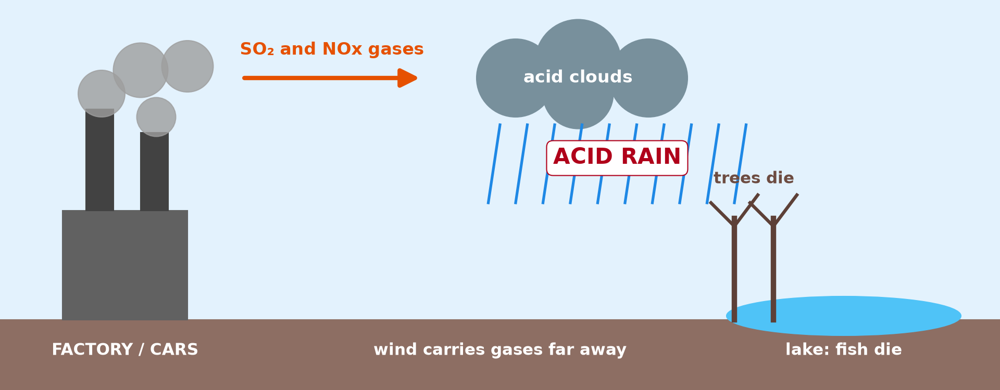 SO₂ and NOx gases
acid clouds
ACID RAIN
trees die
FACTORY / CARS
wind carries gases far away
lake: fish die